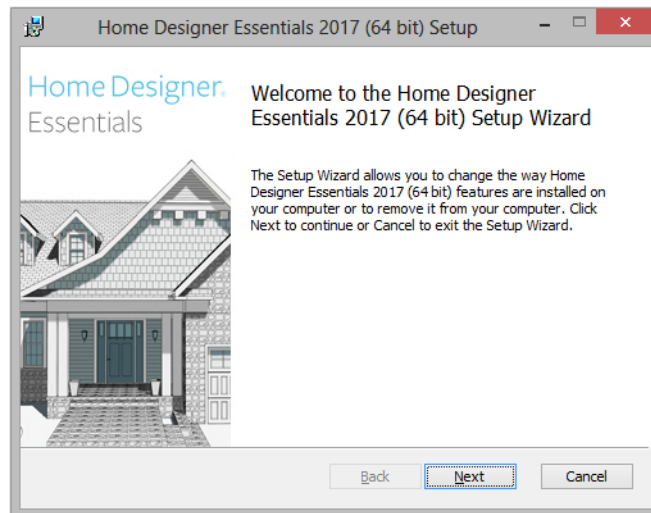 Home Designer Essentials 2017 (64 bit) Setup
Home Designer
Essentials
Welcome to the Home Designer
Essentials 2017 (64 bit) Setup Wizard
The Setup Wizard allows you to change the way Home
Designer Essentials 2017 (64 bit) features are installed on
your computer or to remove it from your computer. Click
Next to continue or Cancel to exit the Setup Wizard.
Back
Next
Cancel